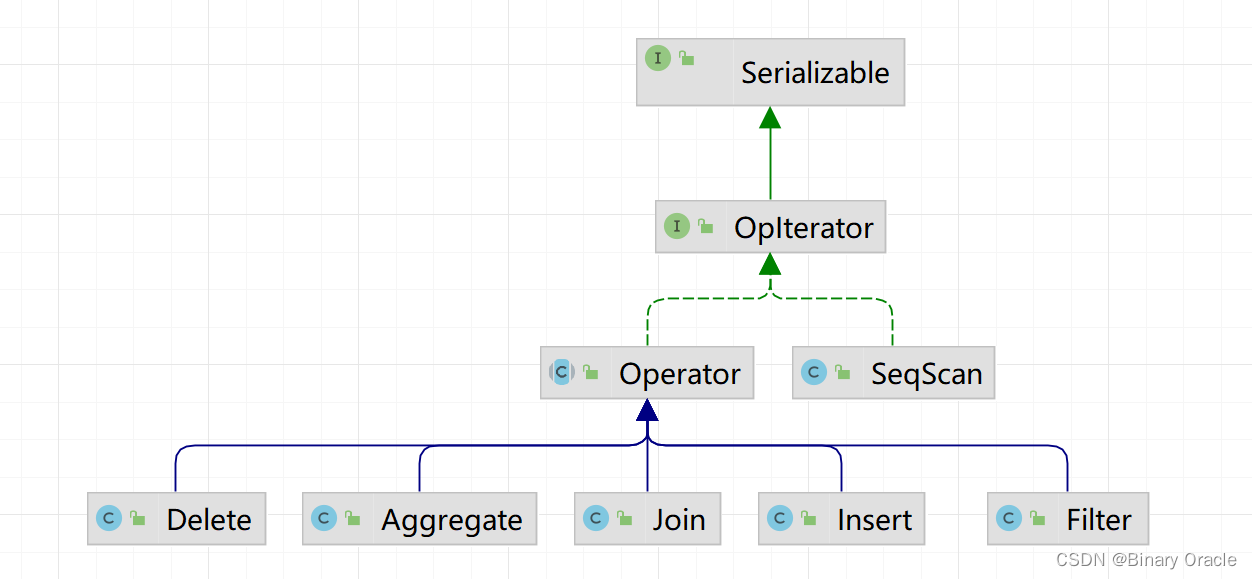 I Serializable
I OpIterator
C Operator
C SeqScan
C Delete
C Aggregate
C Join
C Insert
C Filter
CSDN @Binary Oracle